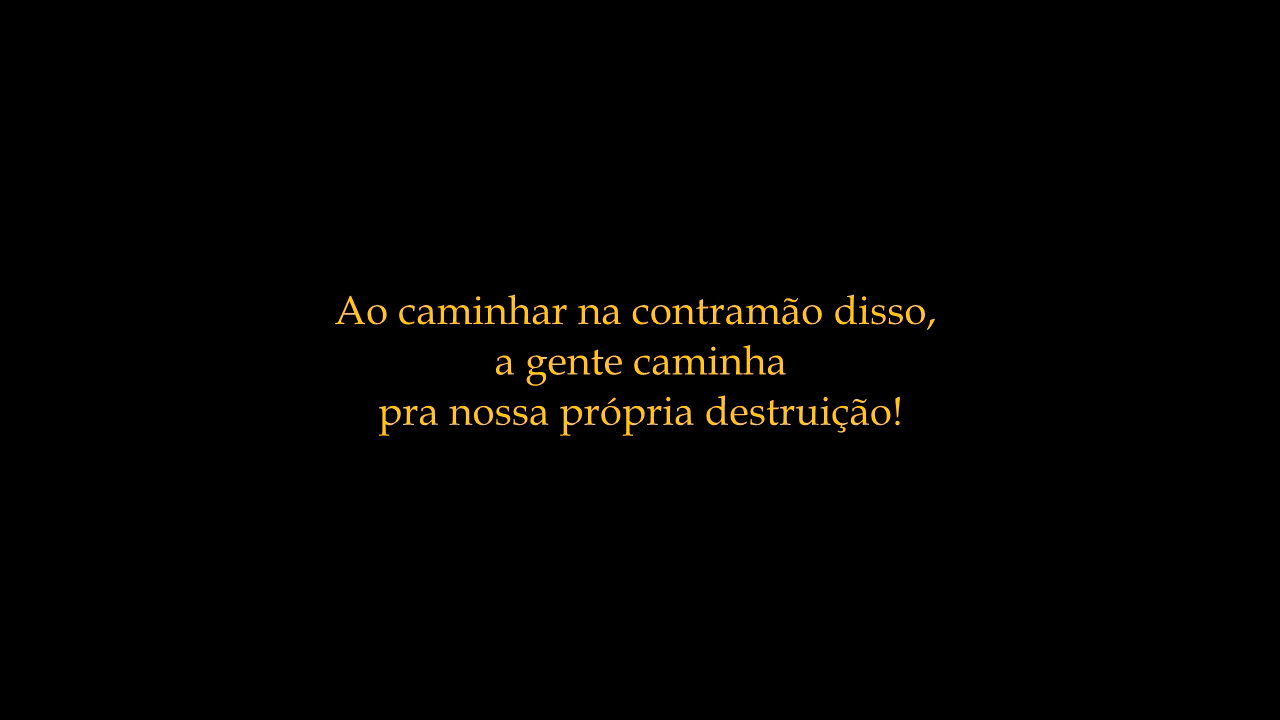 Ao caminhar na contramão disso,
a gente caminha
pra nossa própria destruição!